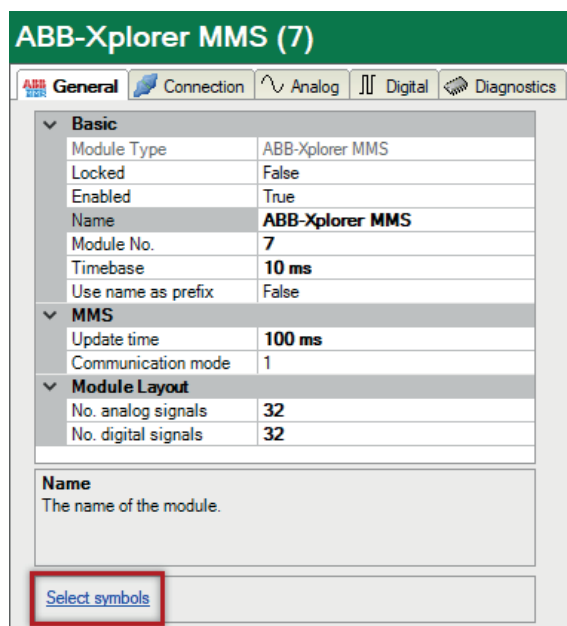 ABB-Xplorer MMS (7)
ABB MMS General Connection Analog Digital Diagnostics
Basic
Module Type ABB-Xplorer MMS
Locked False
Enabled True
Name ABB-Xplorer MMS
Module No. 7
Timebase 10 ms
Use name as prefix False
MMS
Update time 100 ms
Communication mode 1
Module Layout
No. analog signals 32
No. digital signals 32
Name
The name of the module.
Select symbols